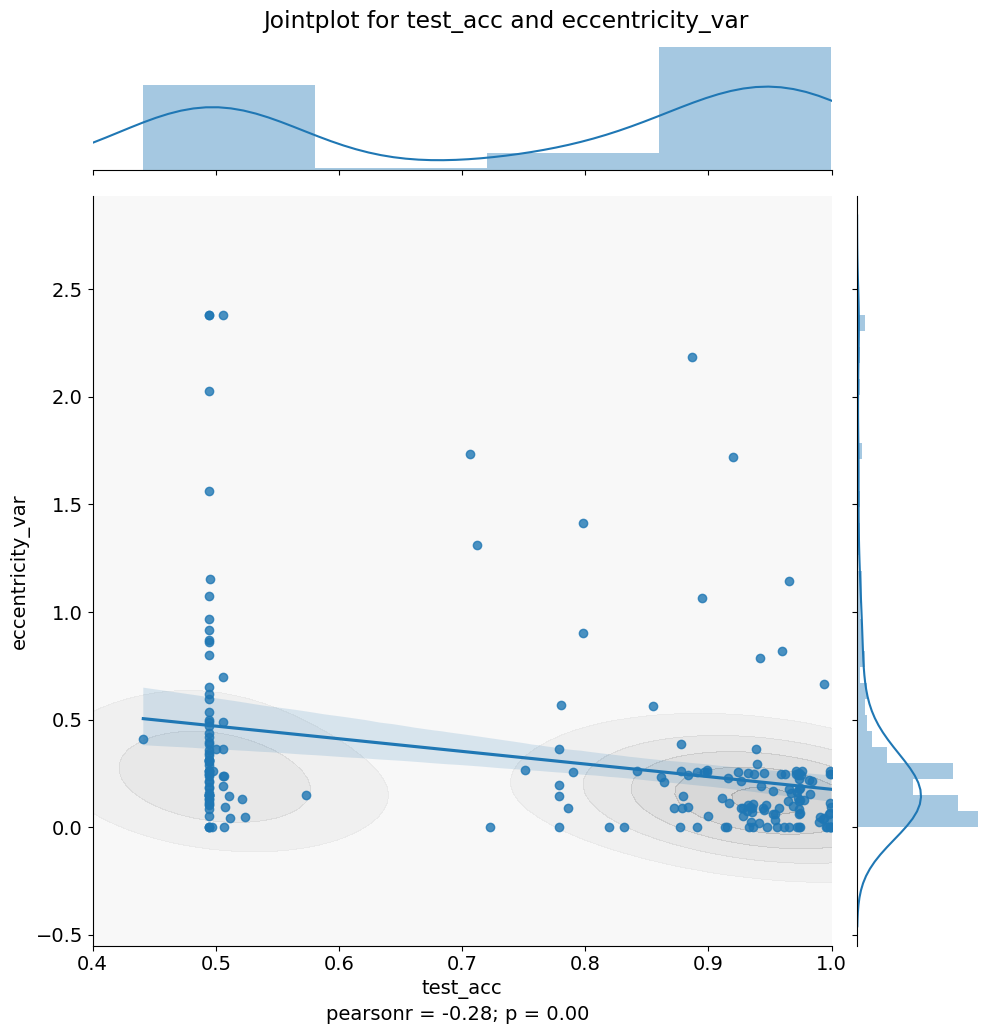 Jointplot for test_acc and eccentricity_var
2.5
2.0
1.5
1.0
0.5
0.0
−0.5
eccentricity_var
0.4 0.5 0.6 0.7 0.8 0.9 1.0
test_acc
pearsonr = -0.28; p = 0.00